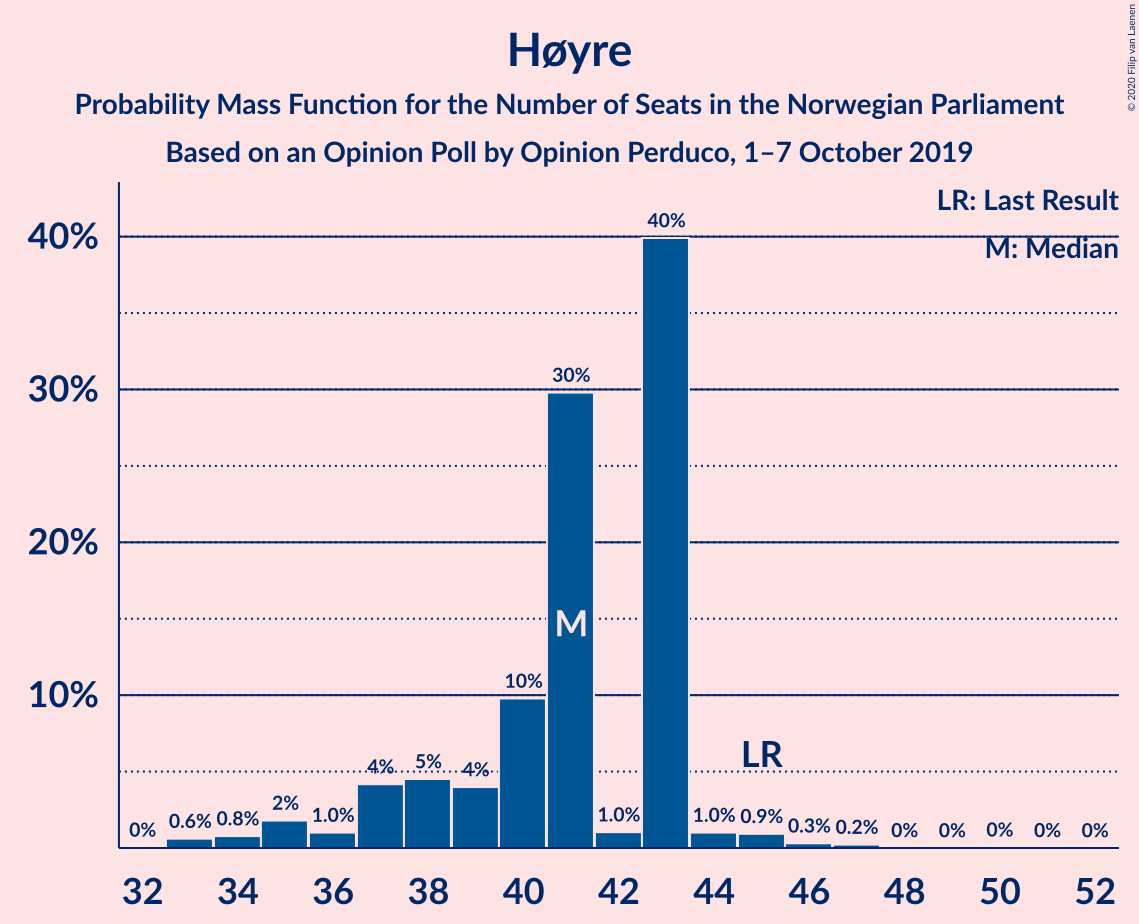 Høyre
Probability Mass Function for the Number of Seats in the Norwegian Parliament
Based on an Opinion Poll by Opinion Perduco, 1–7 October 2019
© 2020 Filip van Laenen
LR: Last Result
M: Median
40%
30%
20%
10%
0%
0.6%
0.8%
2%
1.0%
4%
5%
4%
10%
30%
1.0%
40%
1.0%
0.9%
0.3%
0.2%
0%
0%
0%
0%
0%
M
LR
32 34 36 38 40 42 44 46 48 50 52